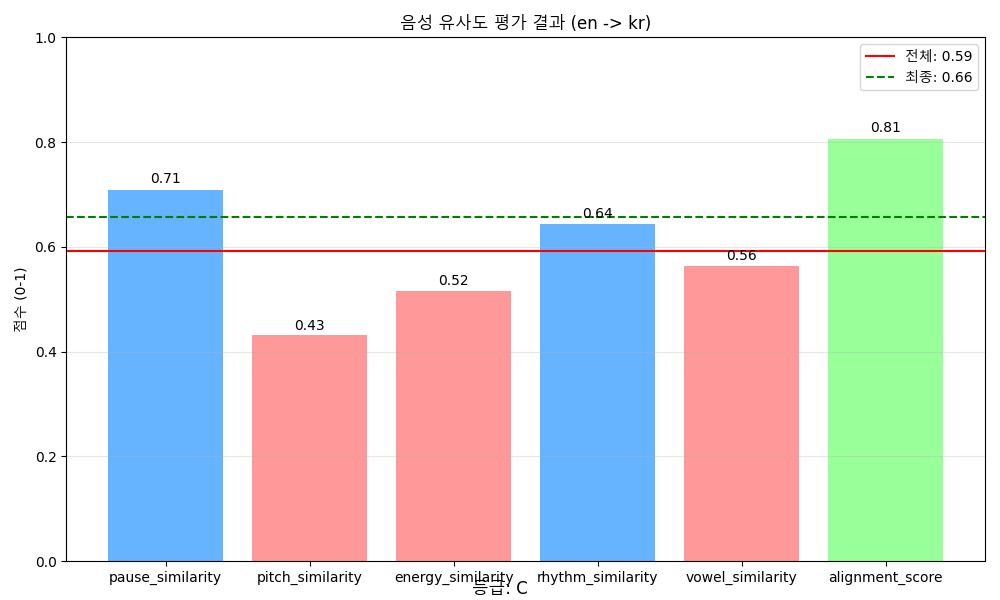 음성 유사도 평가 결과 (en -> kr)
전체: 0.59
최종: 0.66
점수 (0-1)
1.0
0.8
0.6
0.4
0.2
0.0
0.71
0.43
0.52
0.64
0.56
0.81
pause_similarity
pitch_similarity
energy_similarity
rhythm_similarity
vowel_similarity
alignment_score
등급: C